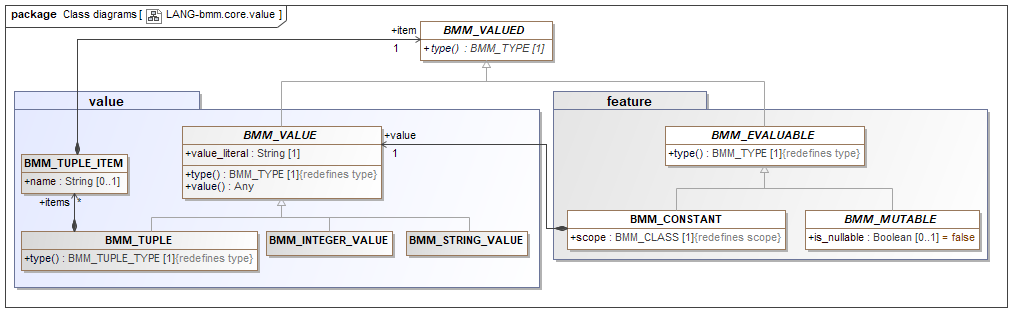 package Class diagrams [ LANG-bmm.core.value ]
BMM_VALUED
+type() : BMM_TYPE [1]
+item
1
value
feature
BMM_VALUE
+value_literal : String [1]
+type() : BMM_TYPE [1]{redefines type}
+value() : Any
+value
1
BMM_EVALUABLE
+type() : BMM_TYPE [1]{redefines type}
BMM_TUPLE_ITEM
+name : String [0..1]
+items *
BMM_TUPLE
+type() : BMM_TUPLE_TYPE [1]{redefines type}
BMM_INTEGER_VALUE
BMM_STRING_VALUE
BMM_CONSTANT
+scope : BMM_CLASS [1]{redefines scope}
BMM_MUTABLE
+is_nullable : Boolean [0..1] = false